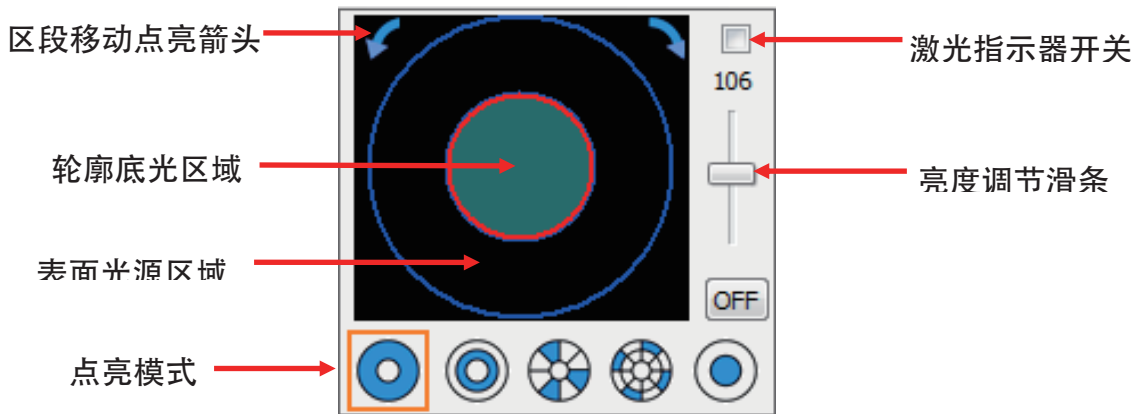 区段移动点亮箭头
激光指示器开关
106
轮廓底光区域
亮度调节滑条
表面光源区域
OFF
点亮模式